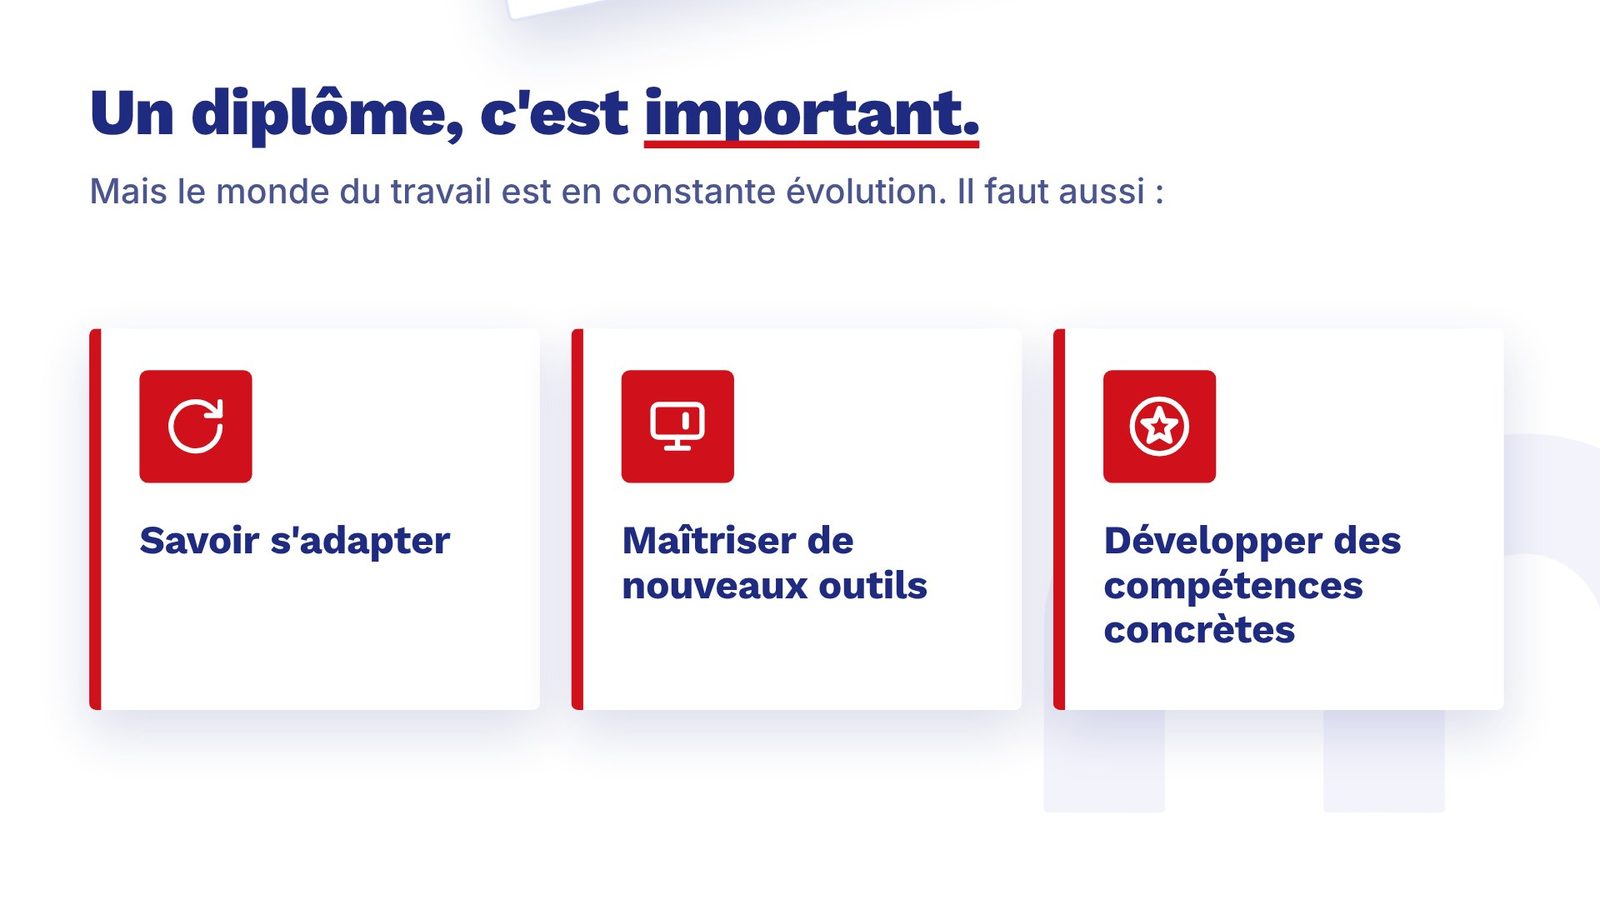 Un diplôme, c'est important.
Mais le monde du travail est en constante évolution. Il faut aussi :
Savoir s'adapter
Maîtriser de
nouveaux outils
Développer des
compétences
concrètes